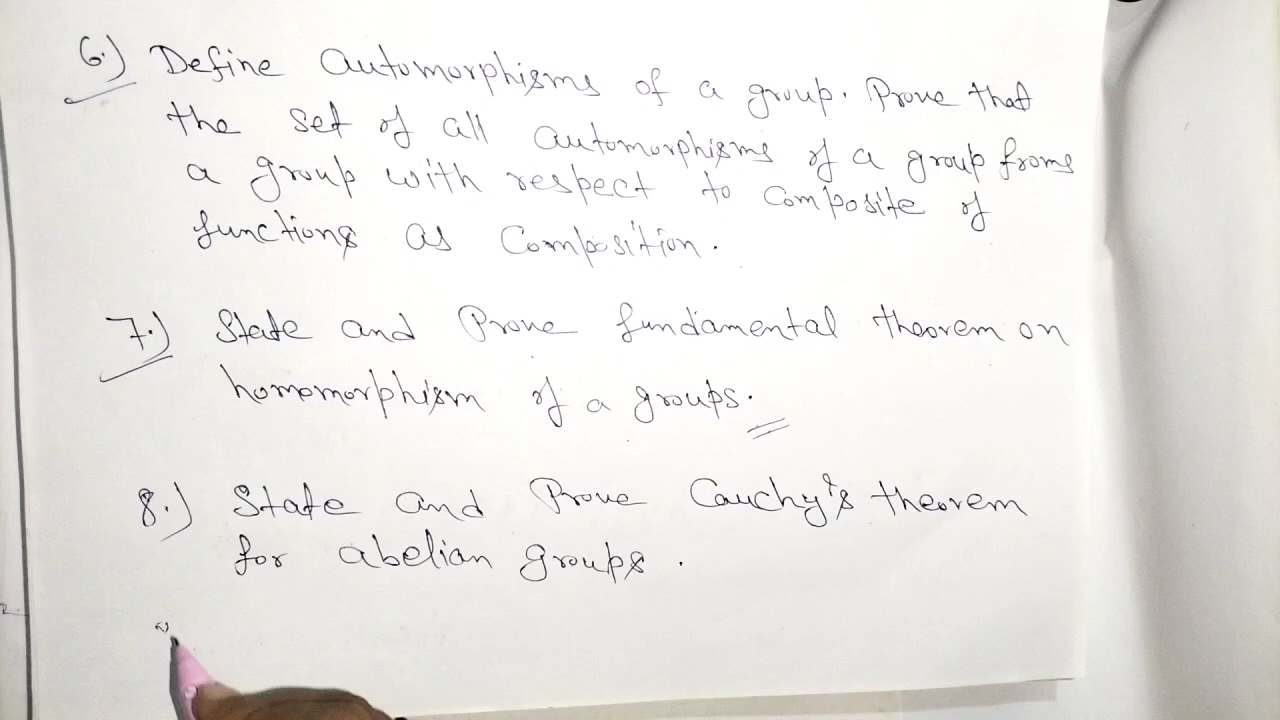 6.) Define Automorphisms of a group. Prove that
the set of all automorphisms of a group froms
a group with respect to composite of
functions as composition.
7.) State and Prove fundamental theorem on
homomorphism of a groups.
8.) State and Prove Cauchy's theorem
for abelian groups.